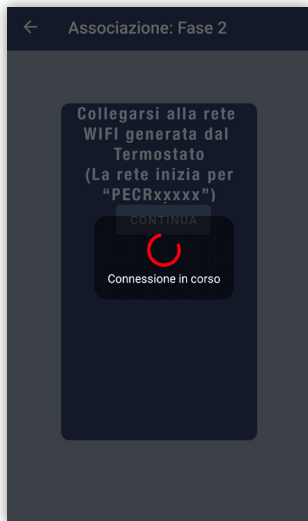 Associazione: Fase 2
Collegarsi alla rete
WIFI generata dal
Termostato
(La rete inizia per
“PECRxxxxx”)
CONTINUA
Connessione in corso